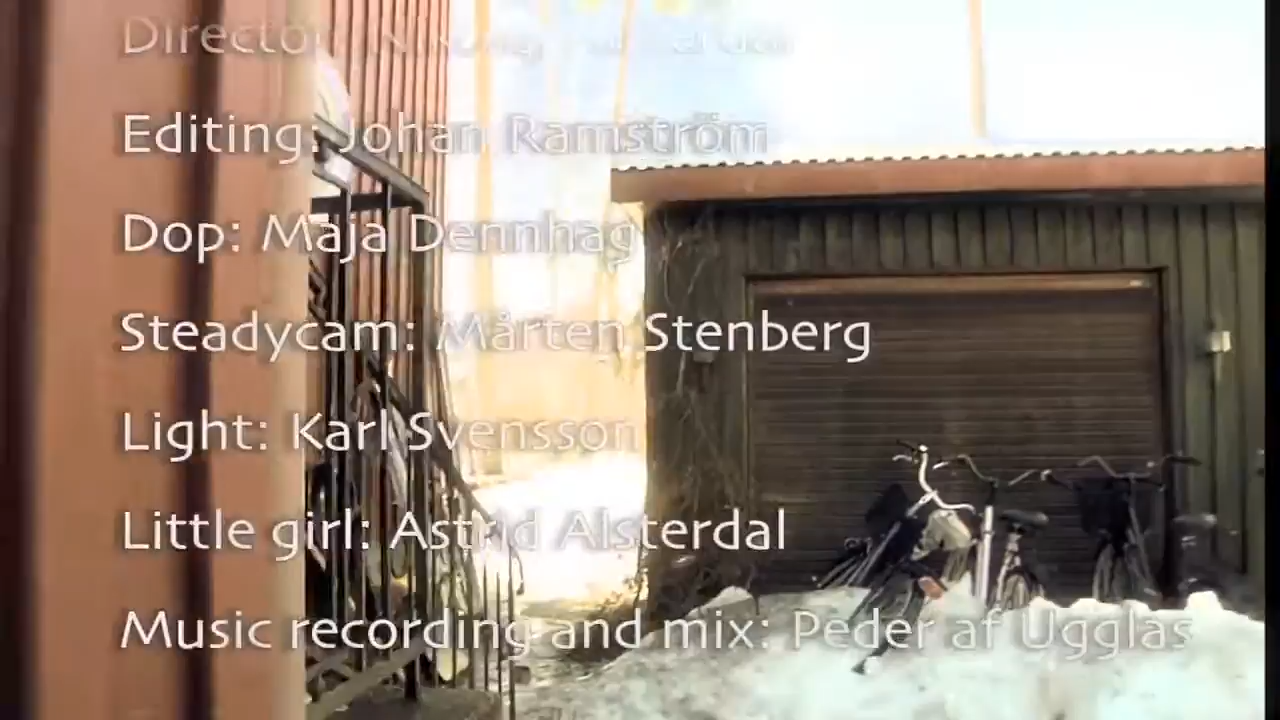 Director:
Editing: Johan Ramström
Dop: Maja Dennhag
Steadycam: Mårten Stenberg
Light: Karl Svensson
Little girl: Astrid Alsterdal
Music recording and mix: Peder af Ugglas